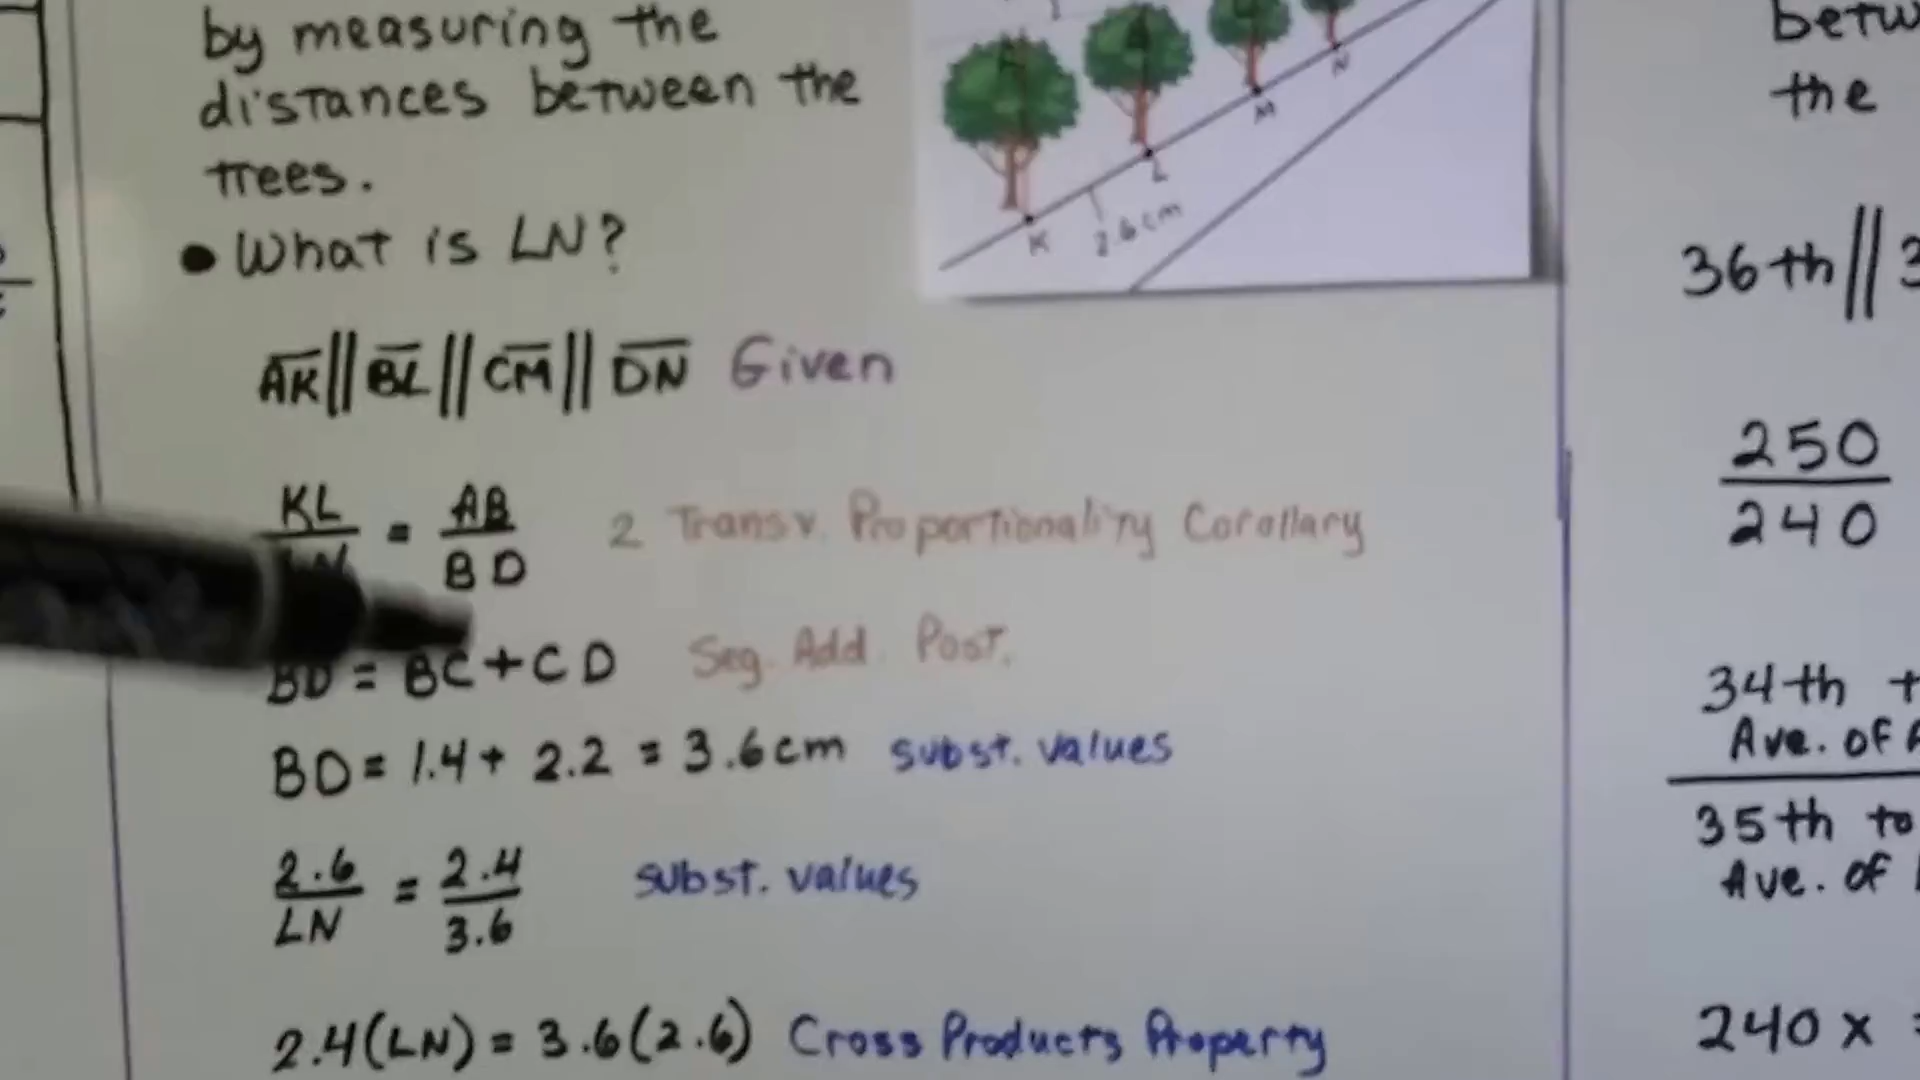 by measuring the
distances between the
trees.
• What is LN?
K
L
M
N
2.6 cm
AK || BL || CM || DN Given
KL = AB 2 Transv. Proportionality Corollary
LN BD
BD = BC + CD Seg. Add. Post.
BD = 1.4 + 2.2 = 3.6 cm subst. values
2.6 = 2.4 subst. values
LN 3.6
2.4(LN) = 3.6(2.6) Cross Products Property
the
36th || 3
250
240
34th
Ave. of
35th to
Ave. of
240 x =